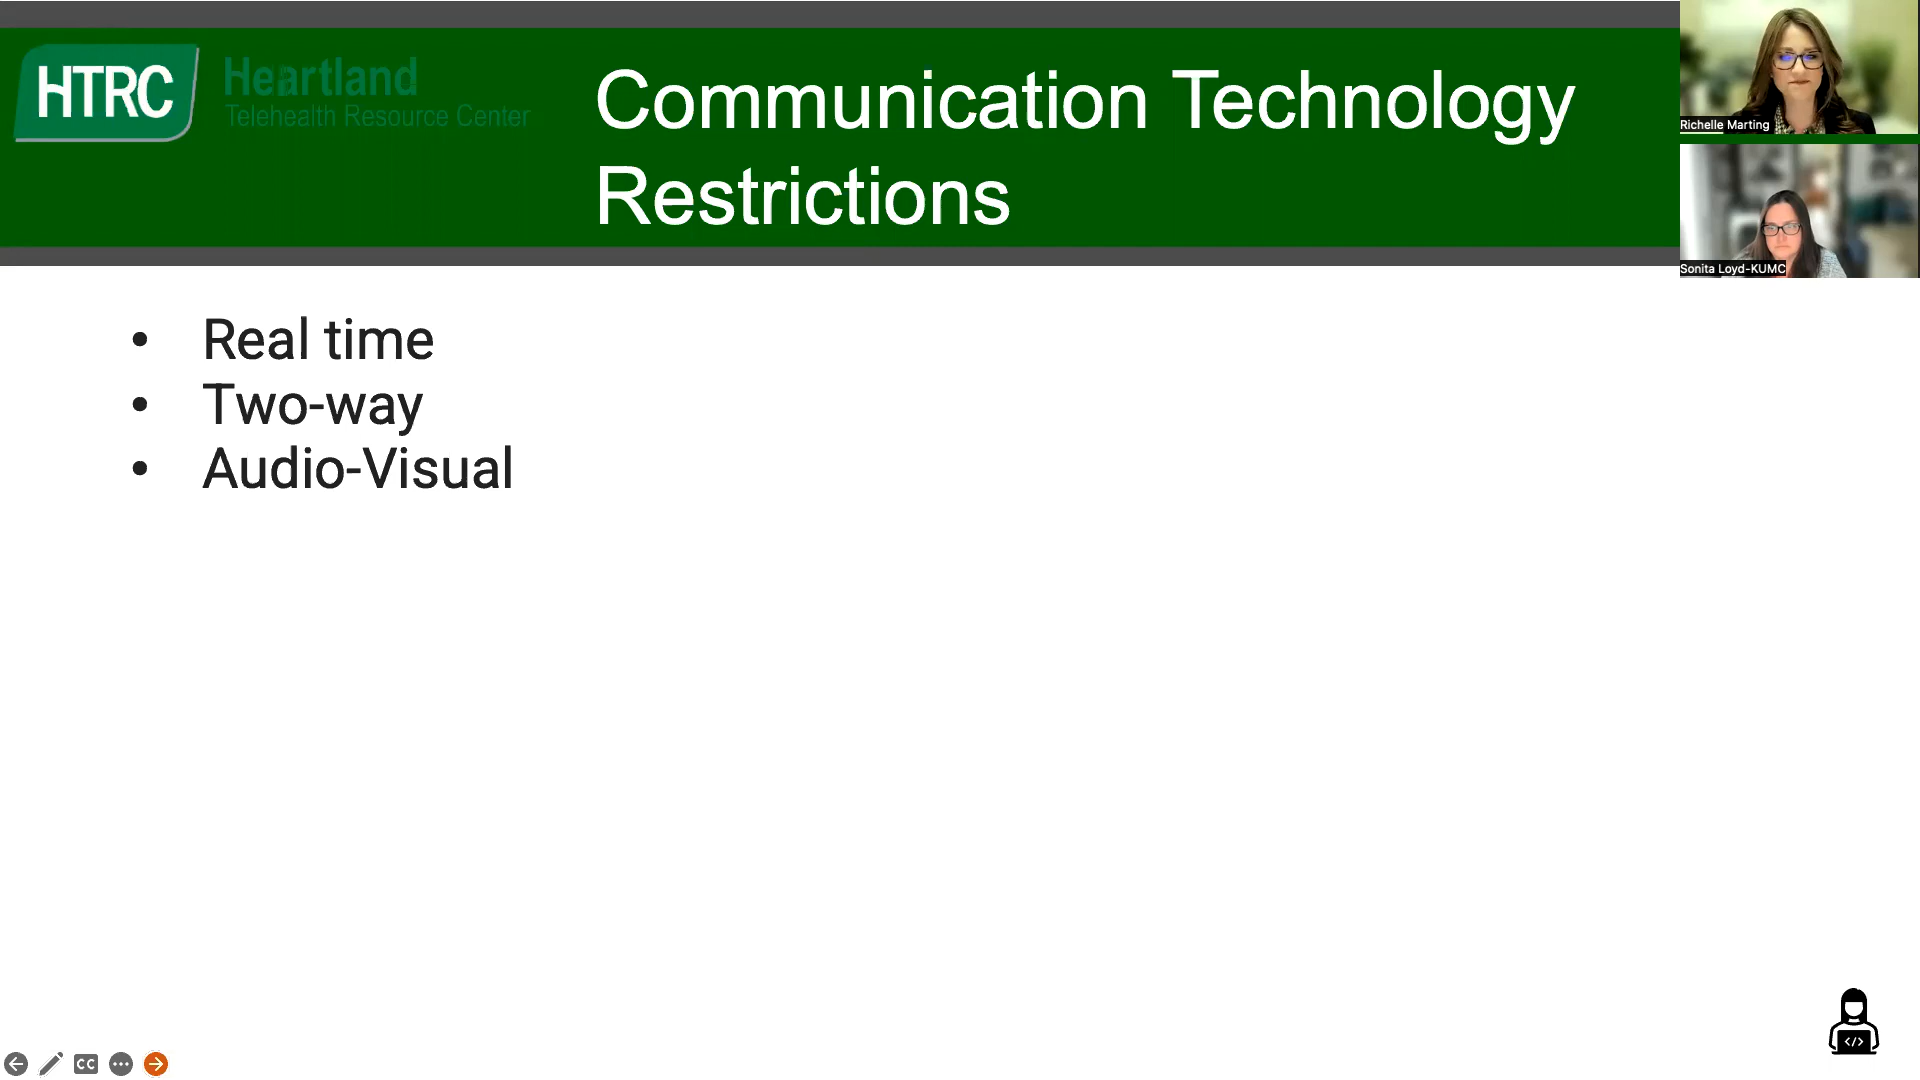 HTRC
Heartland
Telehealth Resource Center
Communication Technology
Restrictions
Richelle Marting
Sonita Loyd-KUMC
• Real time
• Two-way
• Audio-Visual
</>
CC